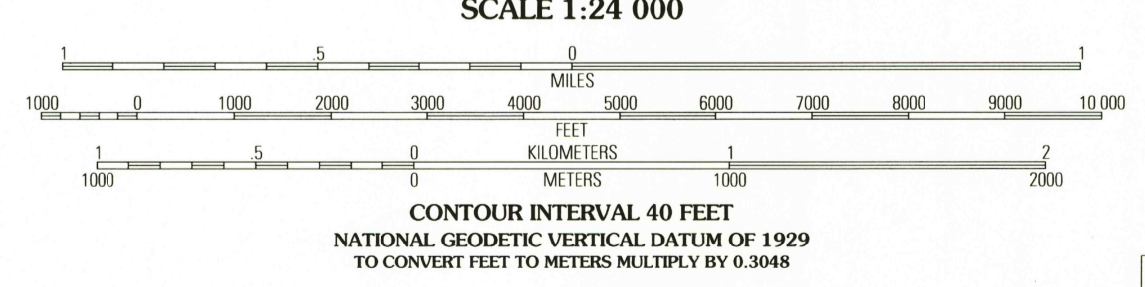 SCALE 1:24 000
1 .5 0 1
MILES
1000 0 1000 2000 3000 4000 5000 6000 7000 8000 9000 10 000
FEET
1 .5 0 KILOMETERS 1 2
1000 0 METERS 1000 2000
CONTOUR INTERVAL 40 FEET
NATIONAL GEODETIC VERTICAL DATUM OF 1929
TO CONVERT FEET TO METERS MULTIPLY BY 0.3048